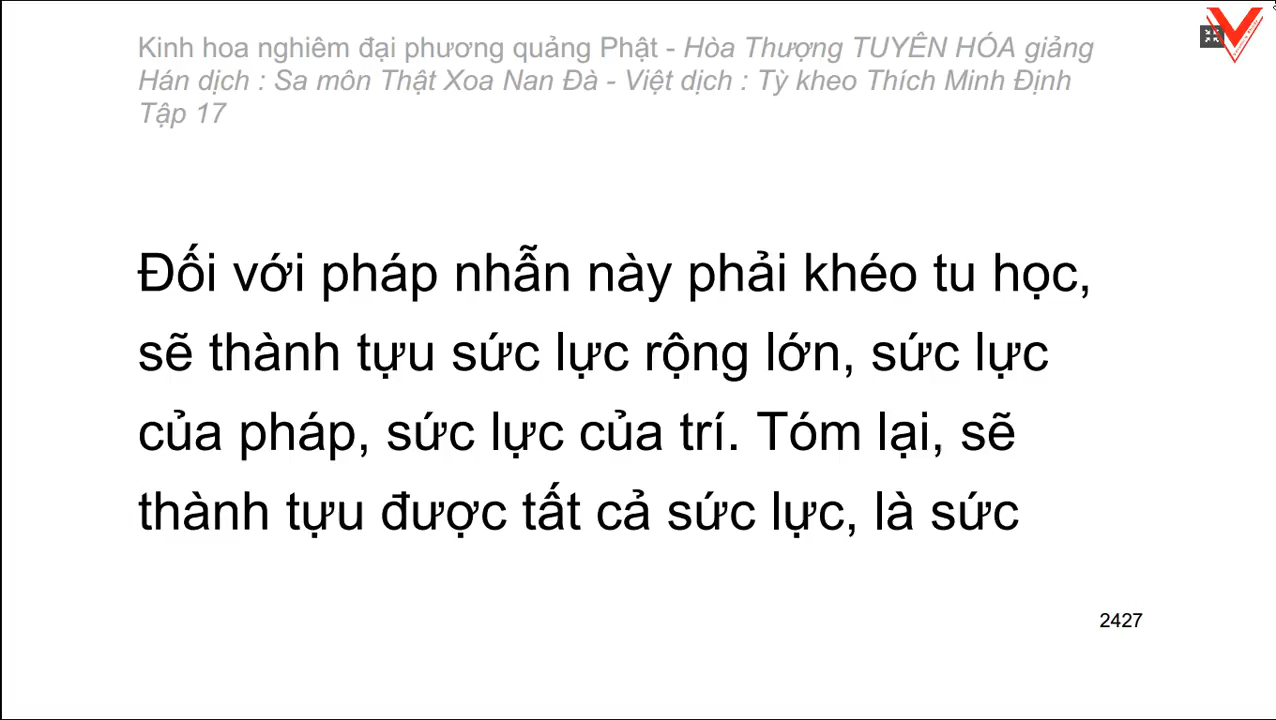 Kinh hoa nghiêm đại phương quảng Phật - Hòa Thượng TUYÊN HÓA giảng
Hán dịch : Sa môn Thật Xoa Nan Đà - Việt dịch : Tỳ kheo Thích Minh Định
Tập 17
Đối với pháp nhẫn này phải khéo tu học,
sẽ thành tựu sức lực rộng lớn, sức lực
của pháp, sức lực của trí. Tóm lại, sẽ
thành tựu được tất cả sức lực, là sức
2427